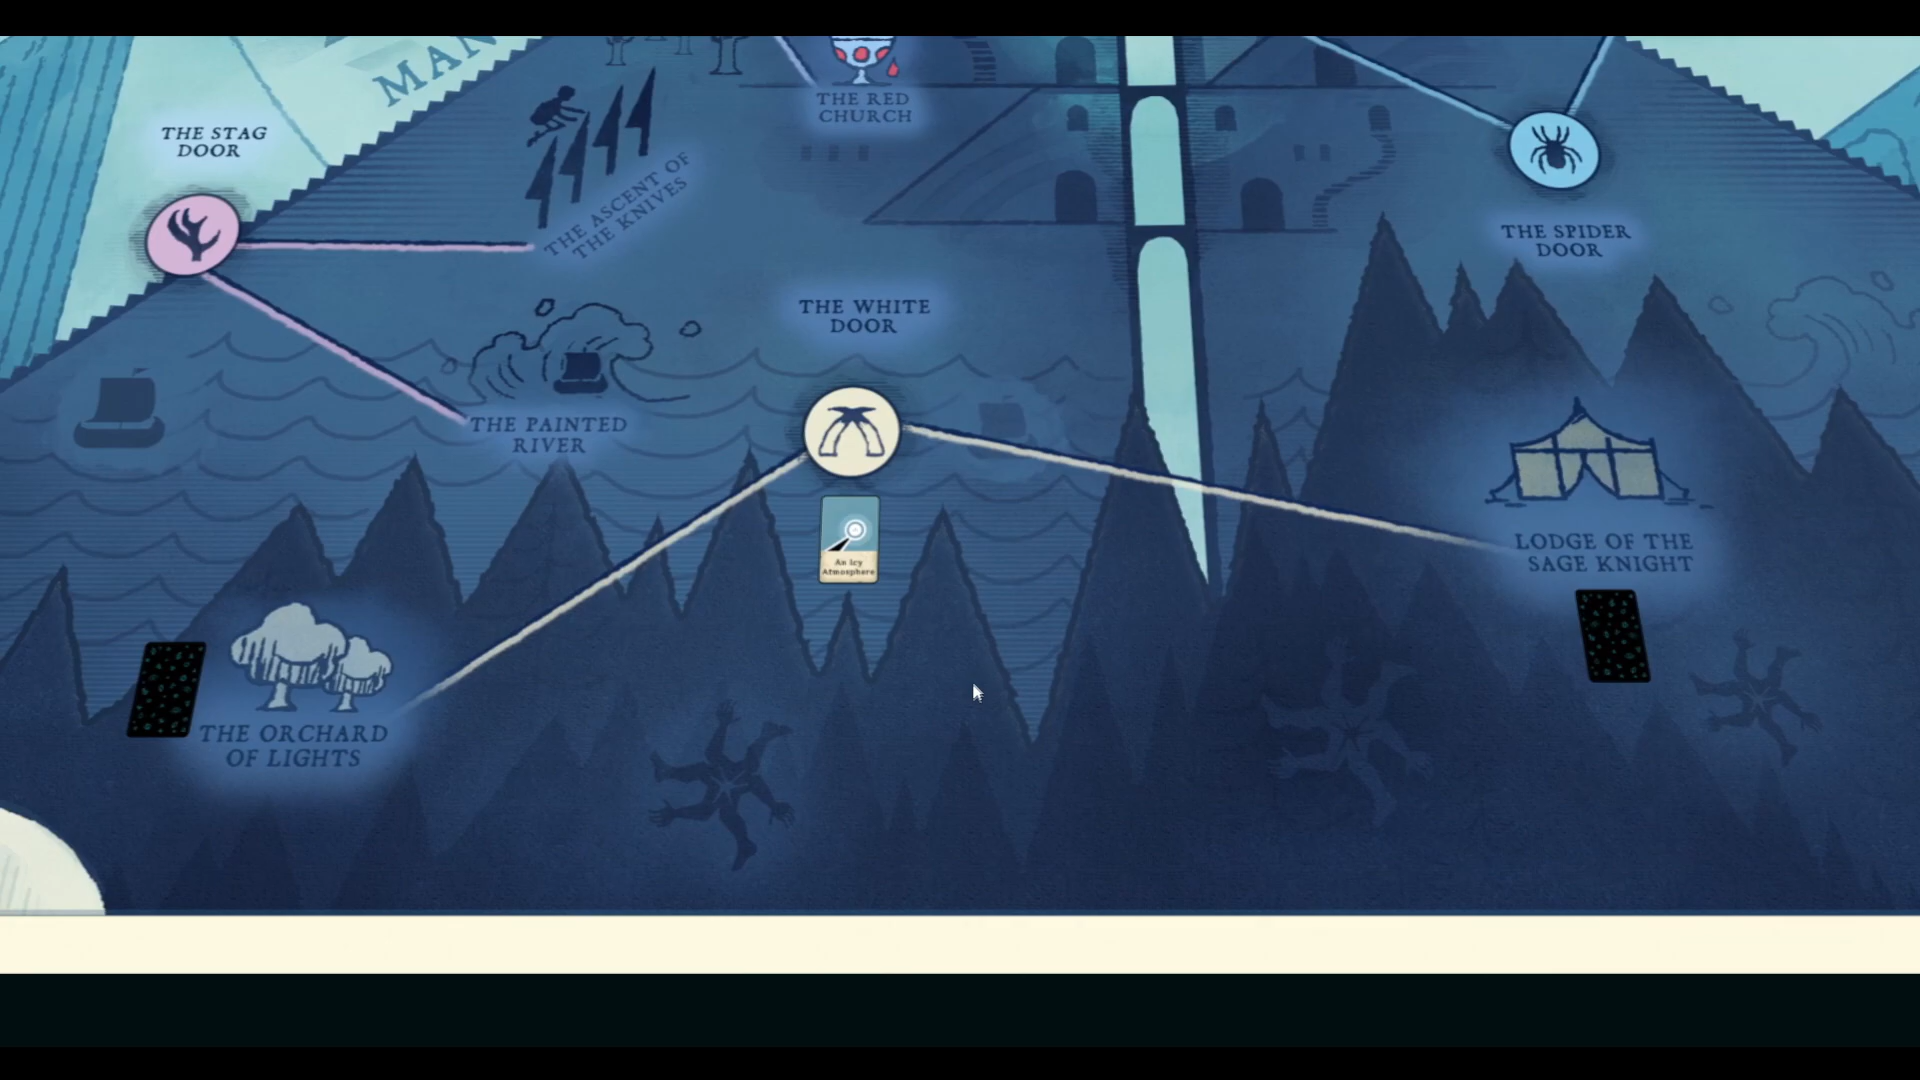 MAN
THE RED
CHURCH
THE STAG
DOOR
THE ASCENT OF
THE KNIVES
THE SPIDER
DOOR
THE WHITE
DOOR
THE PAINTED
RIVER
An Icy
Atmosphere
LODGE OF THE
SAGE KNIGHT
THE ORCHARD
OF LIGHTS